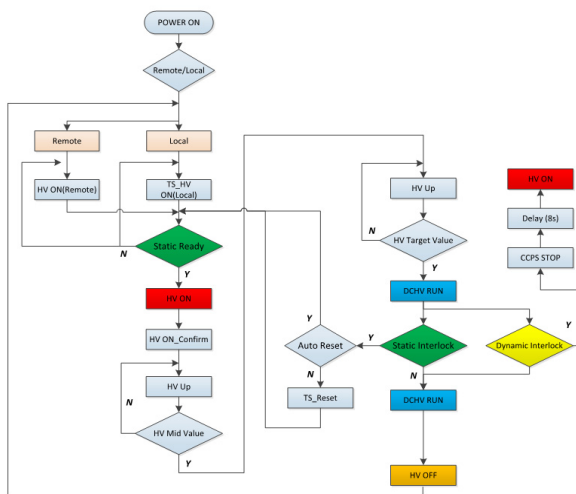 POWER ON
Remote/Local
Remote
Local
HV ON(Remote)
TS_HV
ON(Local)
Static Ready
N
Y
HV ON
HV ON_Confirm
HV Up
N
HV Mid Value
Y
HV Up
N
HV Target Value
Y
DCHV RUN
Y
Auto Reset
Y
Static Interlock
Dynamic Interlock
Y
N
N
TS_Reset
DCHV RUN
HV OFF
HV ON
Delay (8s)
CCPS STOP